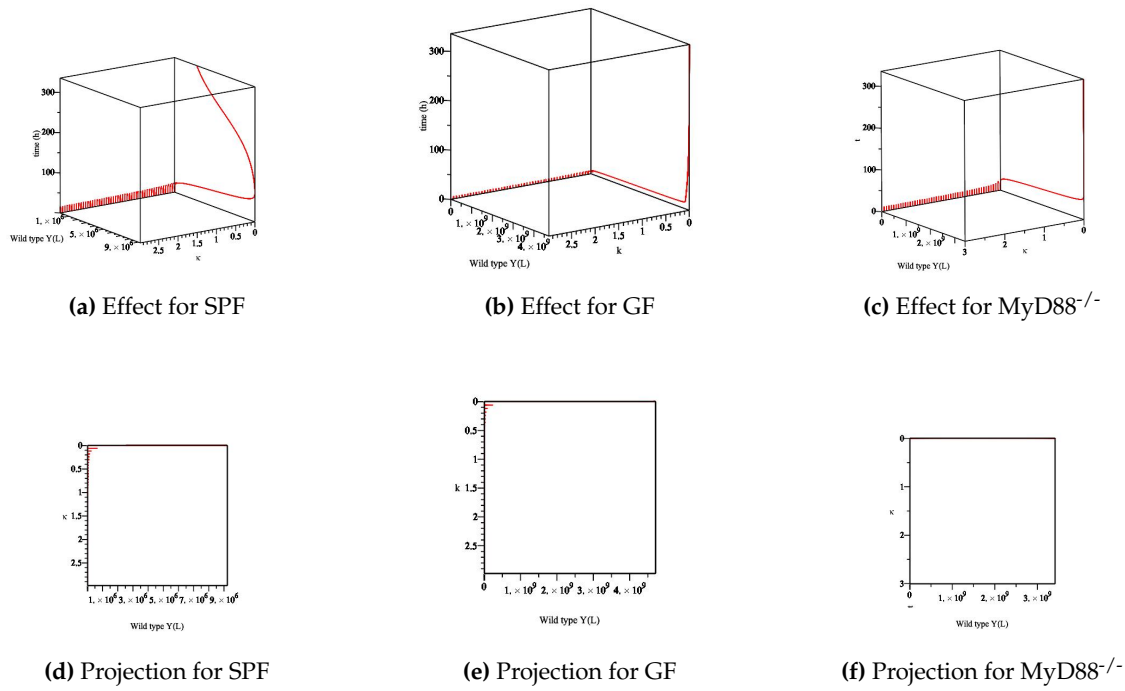 300
200
100
time (h)
1. × 10⁶
5. × 10⁶
9. × 10⁶
Wild type Y(L)
2.5
2
1.5
1
0.5
0
κ
300
200
100
0
time (h)
0
1. × 10⁹
2. × 10⁹
3. × 10⁹
4. × 10⁹
Wild type Y(L)
2.5
2
1.5
1
0.5
0
k
300
200
100
0
t
0
1. × 10⁹
2. × 10⁹
3
2
1
0
Wild type Y(L)
κ
(a) Effect for SPF
(b) Effect for GF
(c) Effect for MyD88⁻/⁻
0
0.5
1
κ 1.5
2
2.5
1. × 10⁶ 3. × 10⁶ 5. × 10⁶ 7. × 10⁶ 9. × 10⁶
Wild type Y(L)
0
0.5
1
k 1.5
2
2.5
0 1. × 10⁹ 2. × 10⁹ 3. × 10⁹ 4. × 10⁹
Wild type Y(L)
0
1
κ
2
3
0 1. × 10⁹ 2. × 10⁹ 3. × 10⁹
Wild type Y(L)
(d) Projection for SPF
(e) Projection for GF
(f) Projection for MyD88⁻/⁻